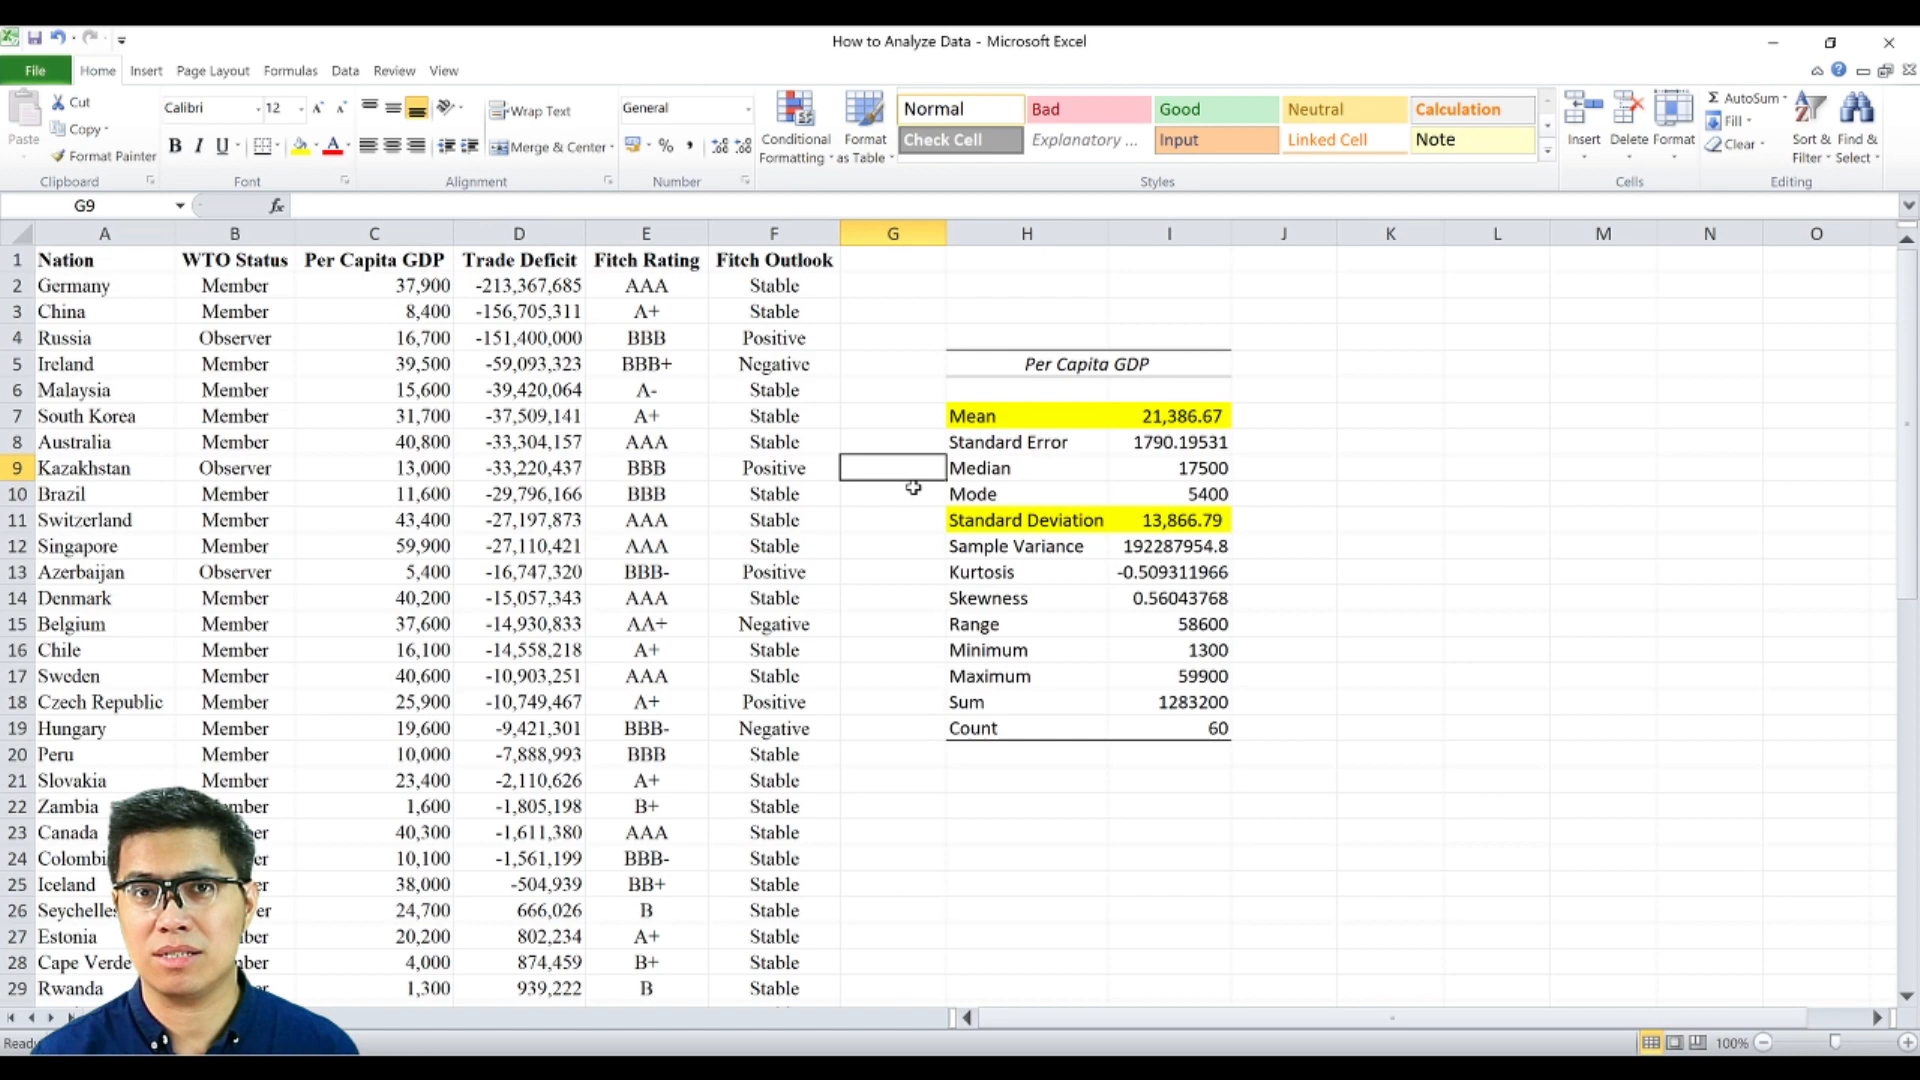 How to Analyze Data - Microsoft Excel
File Home Insert Page Layout Formulas Data Review View
Paste
Cut
Copy
Format Painter
Clipboard
Calibri 12
B I U
Font
Wrap Text
Merge & Center
Alignment
General
%
Number
Conditional Formatting
Format as Table
Normal Bad Good Neutral Calculation
Check Cell Explanatory ... Input Linked Cell Note
Styles
Insert Delete Format
Cells
AutoSum
Fill
Clear
Sort & Filter
Find & Select
Editing
G9 fx
A B C D E F G H I J K L M N O
1 Nation WTO Status Per Capita GDP Trade Deficit Fitch Rating Fitch Outlook
2 Germany Member 37,900 -213,367,685 AAA Stable
3 China Member 8,400 -156,705,311 A+ Stable
4 Russia Observer 16,700 -151,400,000 BBB Positive
5 Ireland Member 39,500 -59,093,323 BBB+ Negative Per Capita GDP
6 Malaysia Member 15,600 -39,420,064 A- Stable
7 South Korea Member 31,700 -37,509,141 A+ Stable Mean 21,386.67
8 Australia Member 40,800 -33,304,157 AAA Stable Standard Error 1790.19531
9 Kazakhstan Observer 13,000 -33,220,437 BBB Positive Median 17500
10 Brazil Member 11,600 -29,796,166 BBB Stable Mode 5400
11 Switzerland Member 43,400 -27,197,873 AAA Stable Standard Deviation 13,866.79
12 Singapore Member 59,900 -27,110,421 AAA Stable Sample Variance 192287954.8
13 Azerbaijan Observer 5,400 -16,747,320 BBB- Positive Kurtosis -0.509311966
14 Denmark Member 40,200 -15,057,343 AAA Stable Skewness 0.56043768
15 Belgium Member 37,600 -14,930,833 AA+ Negative Range 58600
16 Chile Member 16,100 -14,558,218 A+ Stable Minimum 1300
17 Sweden Member 40,600 -10,903,251 AAA Stable Maximum 59900
18 Czech Republic Member 25,900 -10,749,467 A+ Positive Sum 1283200
19 Hungary Member 19,600 -9,421,301 BBB- Negative Count 60
20 Peru Member 10,000 -7,888,993 BBB Stable
21 Slovakia Member 23,400 -2,110,626 A+ Stable
22 Zambia mber 1,600 -1,805,198 B+ Stable
23 Canada er 40,300 -1,611,380 AAA Stable
24 Colombi er 10,100 -1,561,199 BBB- Stable
25 Iceland er 38,000 -504,939 BB+ Stable
26 Seychelles er 24,700 666,026 B Stable
27 Estonia ber 20,200 802,234 A+ Stable
28 Cape Verde nber 4,000 874,459 B+ Stable
29 Rwanda mber 1,300 939,222 B Stable
Ready 100%